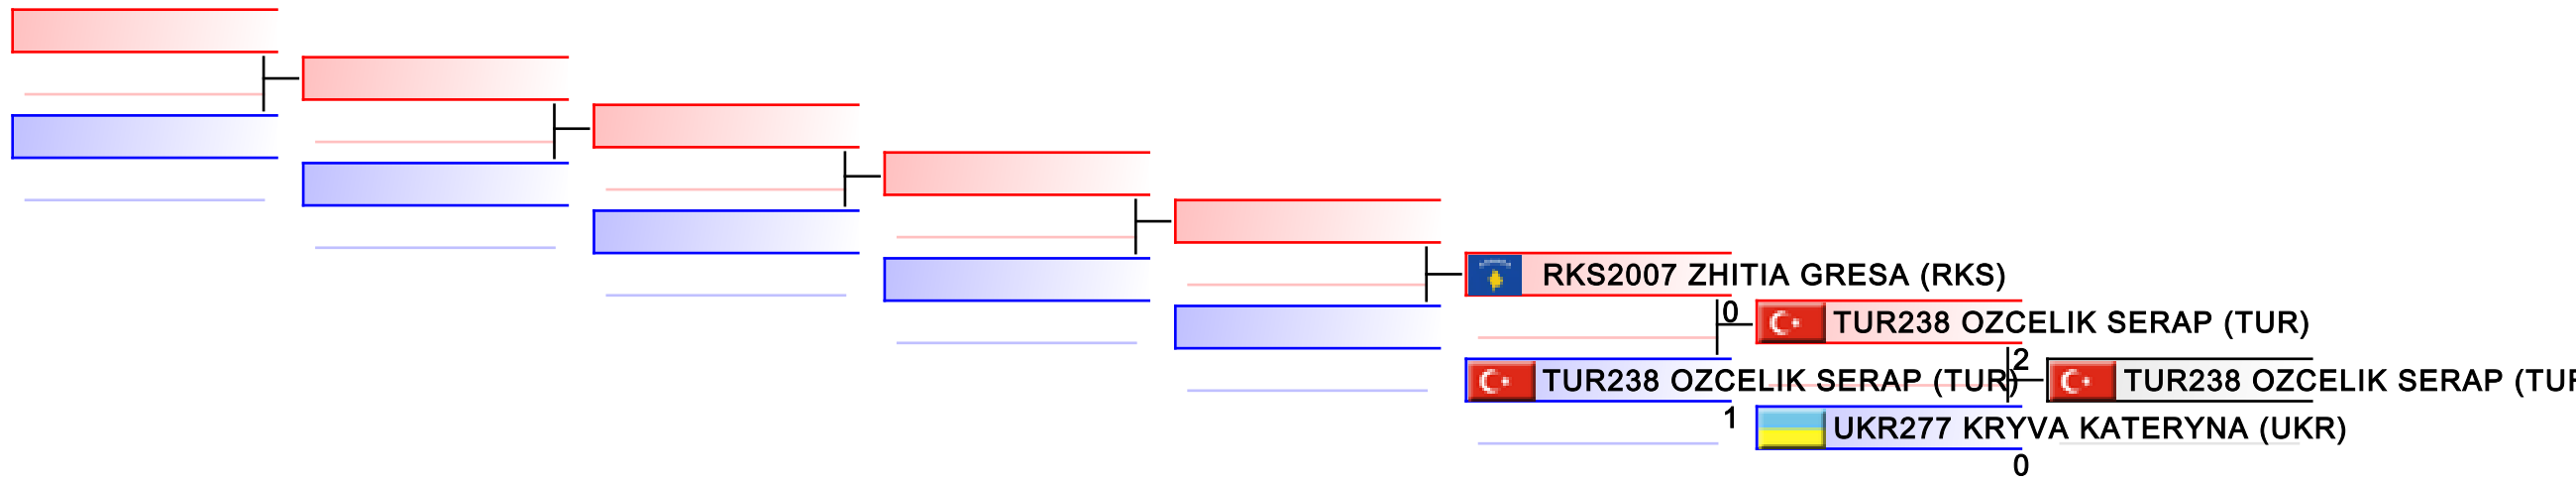 RKS2007 ZHITIA GRESA (RKS)
0
TUR238 OZCELIK SERAP (TUR)
2
TUR238 OZCELIK SERAP (TUR)
TUR238 OZCELIK SERAP (TUR
1
UKR277 KRYVA KATERYNA (UKR)
0